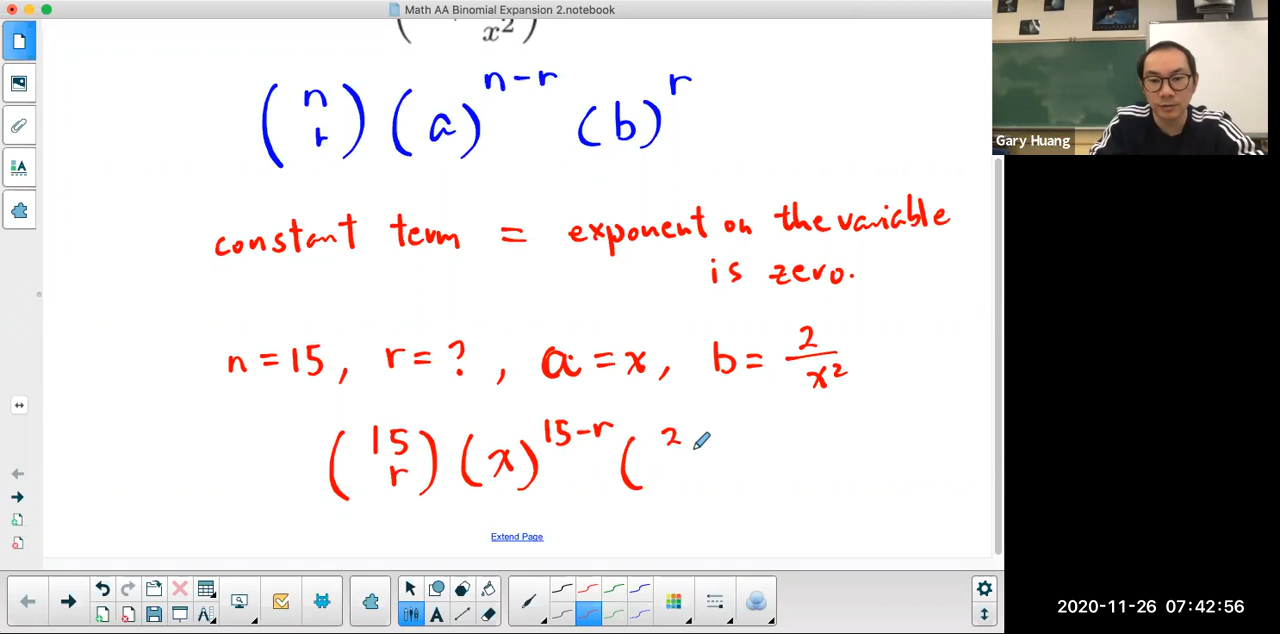 Math AA Binomial Expansion 2.notebook
x²
(n r) (a)^n-r (b)^r
constant term = exponent on the variable
is zero.
n = 15, r = ?, a = x, b = 2/x²
(15 r) (x)^15-r (2
Extend Page
Gary Huang
2020-11-26 07:42:56